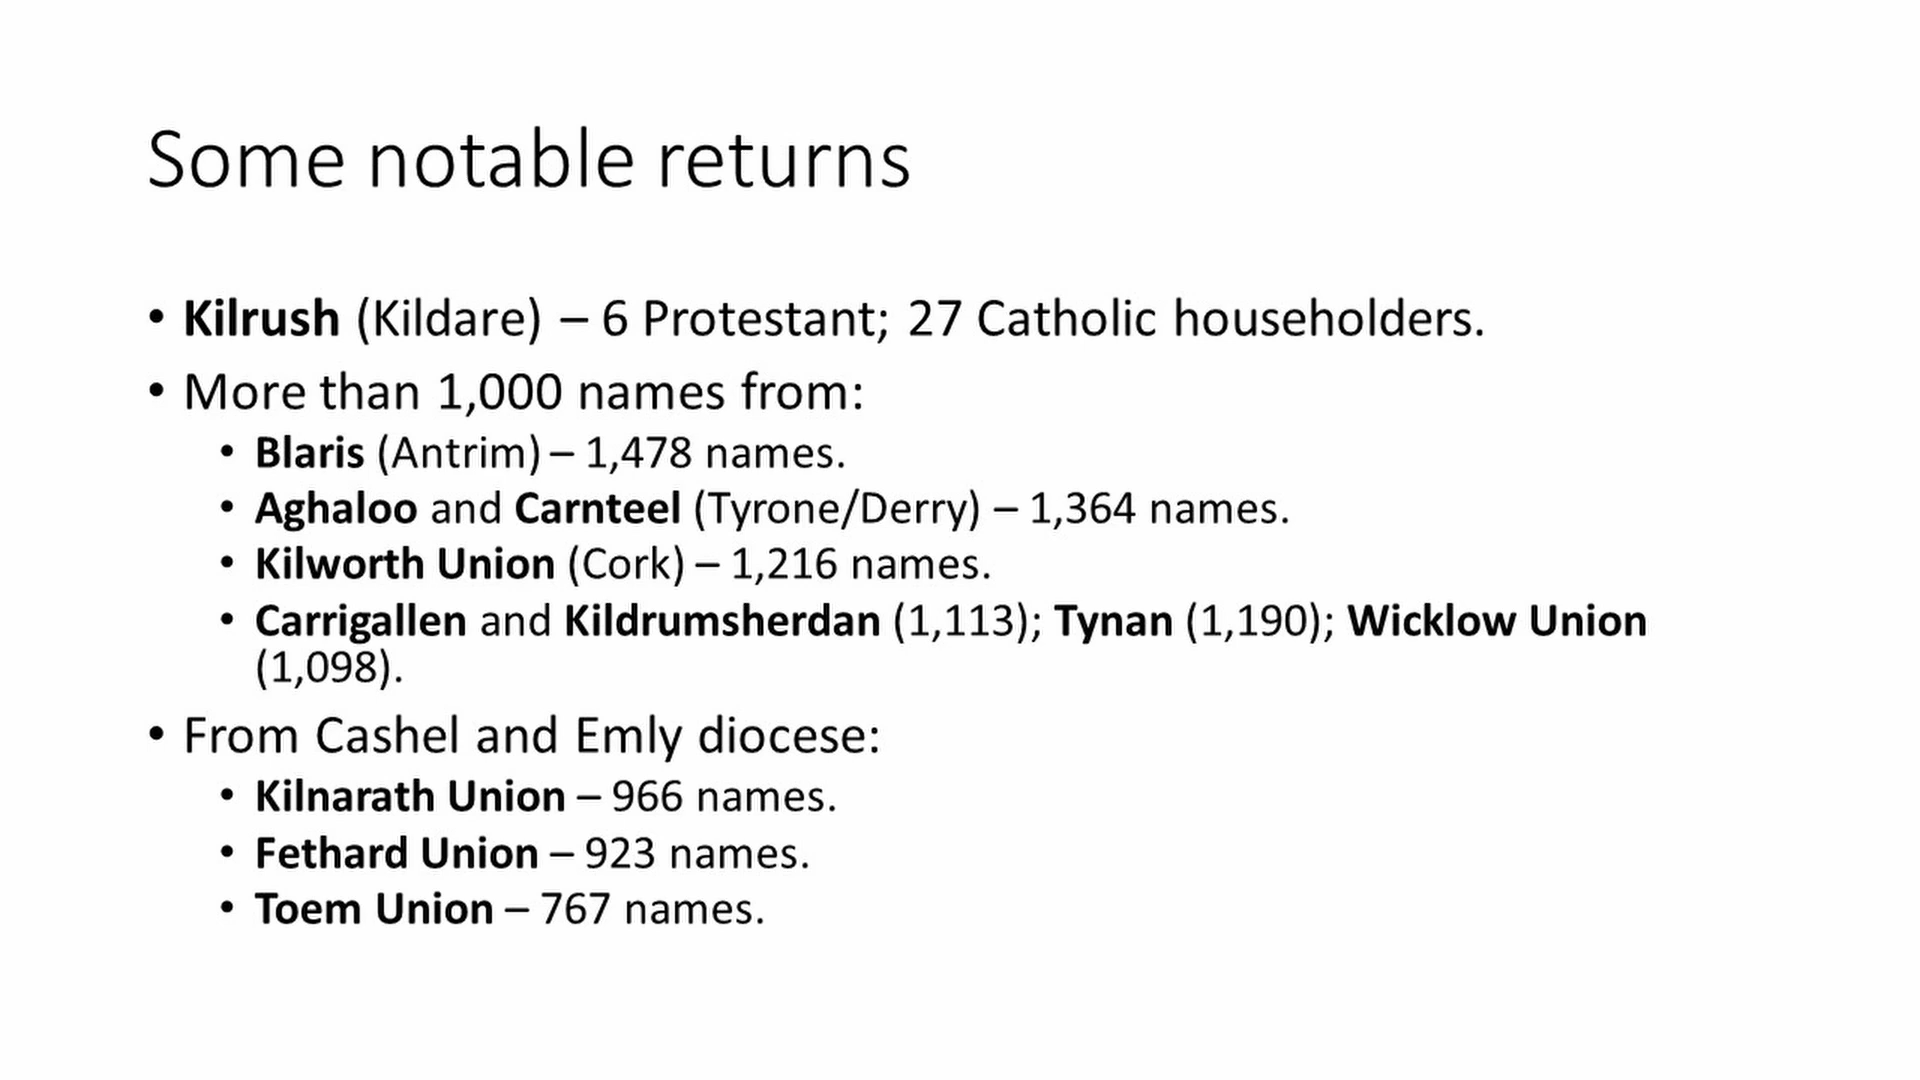 Some notable returns
• Kilrush (Kildare) – 6 Protestant; 27 Catholic householders.
• More than 1,000 names from:
• Blaris (Antrim) – 1,478 names.
• Aghaloo and Carnteel (Tyrone/Derry) – 1,364 names.
• Kilworth Union (Cork) – 1,216 names.
• Carrigallen and Kildrumsherdan (1,113); Tynan (1,190); Wicklow Union
(1,098).
• From Cashel and Emly diocese:
• Kilnarath Union – 966 names.
• Fethard Union – 923 names.
• Toem Union – 767 names.